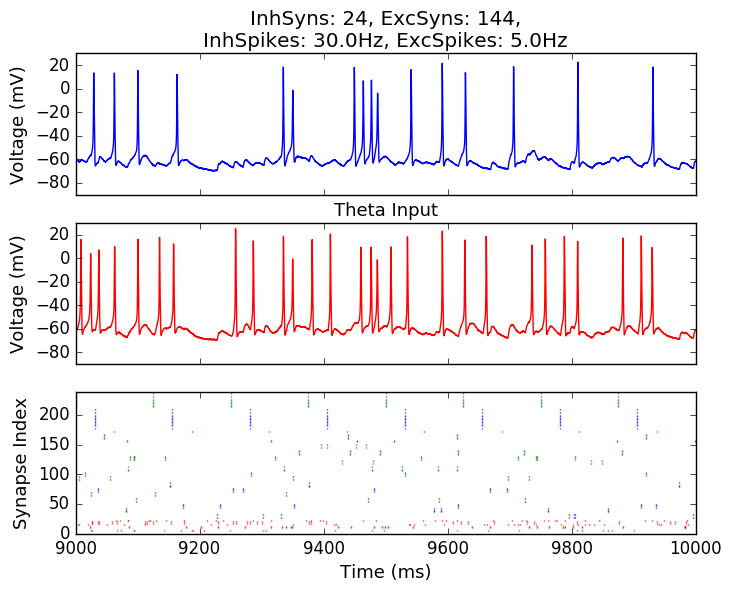 InhSyns: 24, ExcSyns: 144,
InhSpikes: 30.0Hz, ExcSpikes: 5.0Hz
20
0
−20
−40
−60
−80
Voltage (mV)
Theta Input
20
0
−20
−40
−60
−80
Voltage (mV)
200
150
100
50
0
Synapse Index
9000 9200 9400 9600 9800 10000
Time (ms)